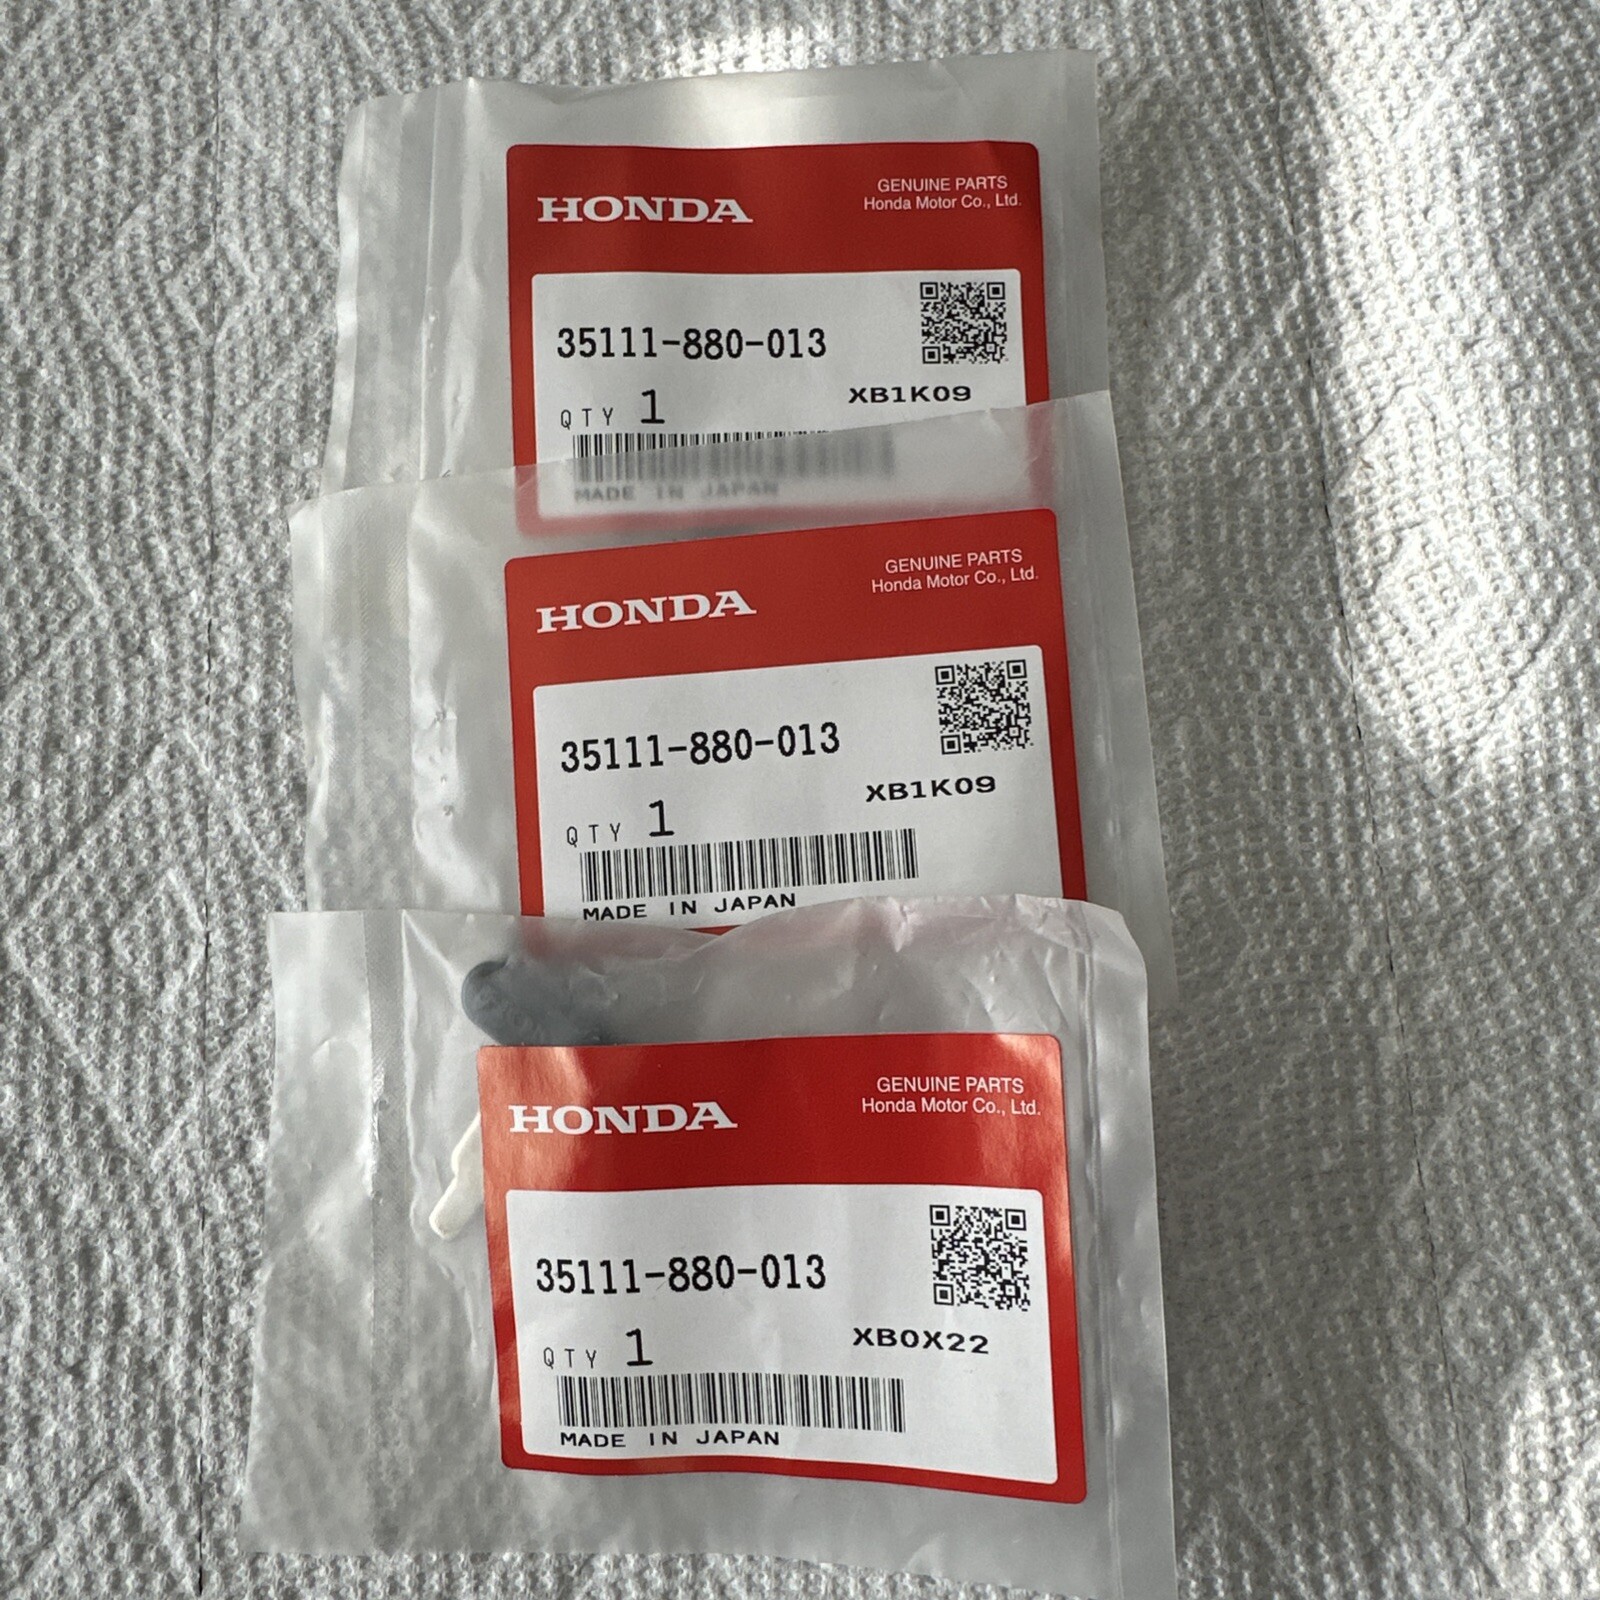 HONDA
GENUINE PARTS
Honda Motor Co., Ltd.
35111-880-013
XB1K09
QTY 1
MADE IN JAPAN
HONDA
GENUINE PARTS
Honda Motor Co., Ltd.
35111-880-013
XB1K09
QTY 1
MADE IN JAPAN
HONDA
GENUINE PARTS
Honda Motor Co., Ltd.
35111-880-013
XB0X22
QTY 1
MADE IN JAPAN